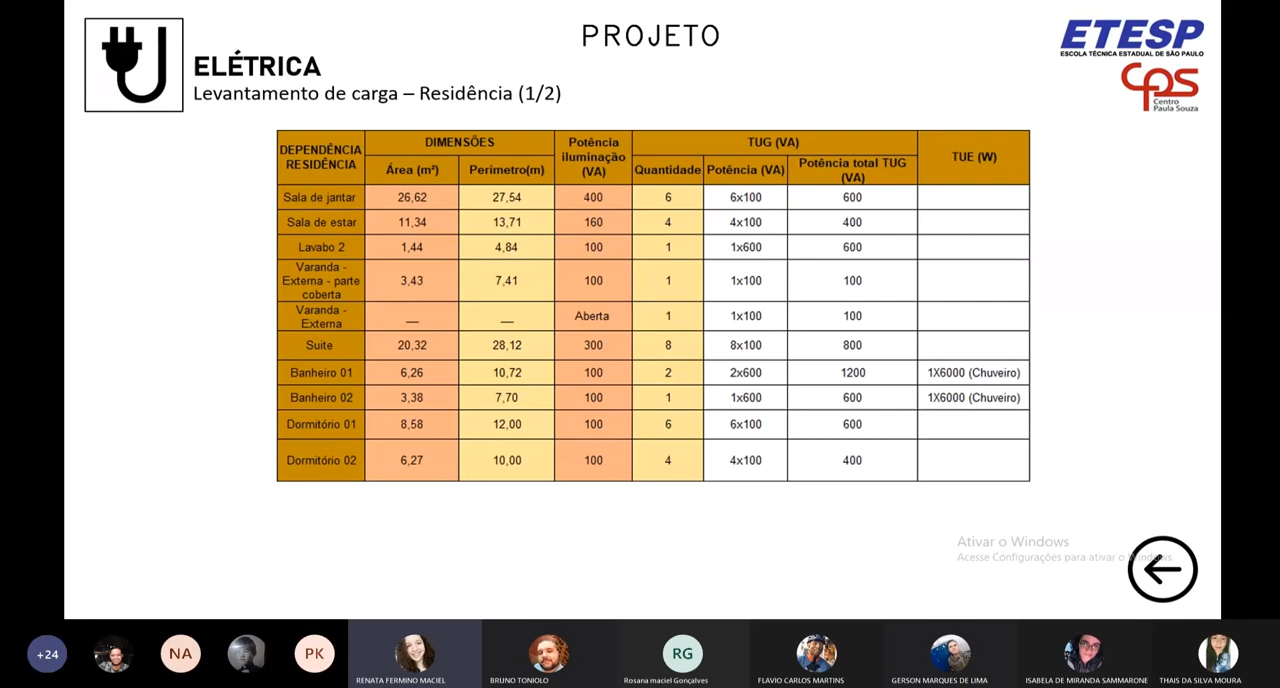 PROJETO
ETESP
ESCOLA TÉCNICA ESTADUAL DE SÃO PAULO
cps
Centro
Paula Souza
ELÉTRICA
Levantamento de carga – Residência (1/2)
DEPENDÊNCIA RESIDÊNCIA DIMENSÕES Potência iluminação (VA) TUG (VA) TUE (W)
Área (m²) Perímetro(m) Quantidade Potência (VA) Potência total TUG (VA)
Sala de jantar 26,62 27,54 400 6 6x100 600
Sala de estar 11,34 13,71 160 4 4x100 400
Lavabo 2 1,44 4,84 100 1 1x600 600
Varanda - Externa - parte coberta 3,43 7,41 100 1 1x100 100
Varanda - Externa __ __ Aberta 1 1x100 100
Suite 20,32 28,12 300 8 8x100 800
Banheiro 01 6,26 10,72 100 2 2x600 1200 1X6000 (Chuveiro)
Banheiro 02 3,38 7,70 100 1 1x600 600 1X6000 (Chuveiro)
Dormitório 01 8,58 12,00 100 6 6x100 600
Dormitório 02 6,27 10,00 100 4 4x100 400
Ativar o Windows
Acesse Configurações para ativar o Windows.
+24
NA
PK
RG
RENATA FERMINO MACIEL
BRUNO TONIOLO
Rosana maciel Gonçalves
FLAVIO CARLOS MARTINS
GERSON MARQUES DE LIMA
ISABELA DE MIRANDA SAMMARONE
THAIS DA SILVA MOURA